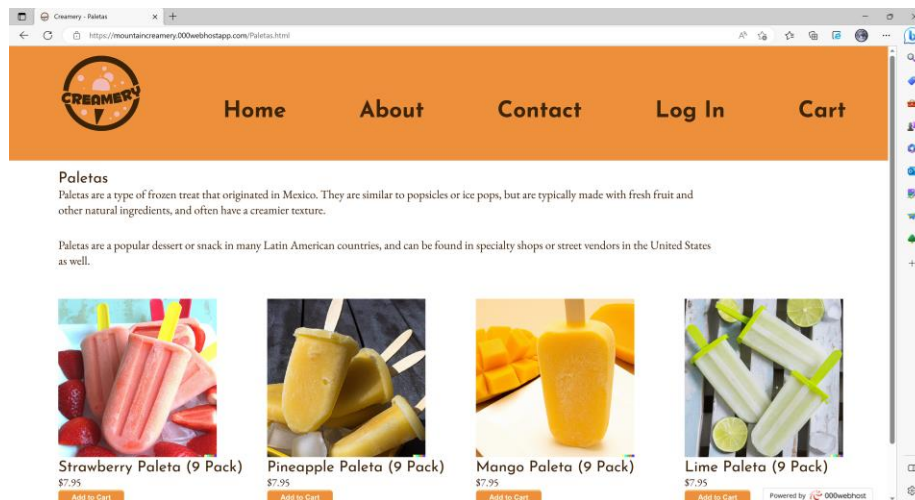 Creamery - Paletas
https://mountaincreamery.000webhostapp.com/Paletas.html
CREAMERY
Home About Contact Log In Cart
Paletas
Paletas are a type of frozen treat that originated in Mexico. They are similar to popsicles or ice pops, but are typically made with fresh fruit and
other natural ingredients, and often have a creamier texture.
Paletas are a popular dessert or snack in many Latin American countries, and can be found in specialty shops or street vendors in the United States
as well.
Strawberry Paleta (9 Pack) Pineapple Paleta (9 Pack) Mango Paleta (9 Pack) Lime Paleta (9 Pack)
$7.95 $7.95 $7.95 $7.95
Add to Cart Add to Cart Add to Cart Add to Cart
Powered by 000webhost